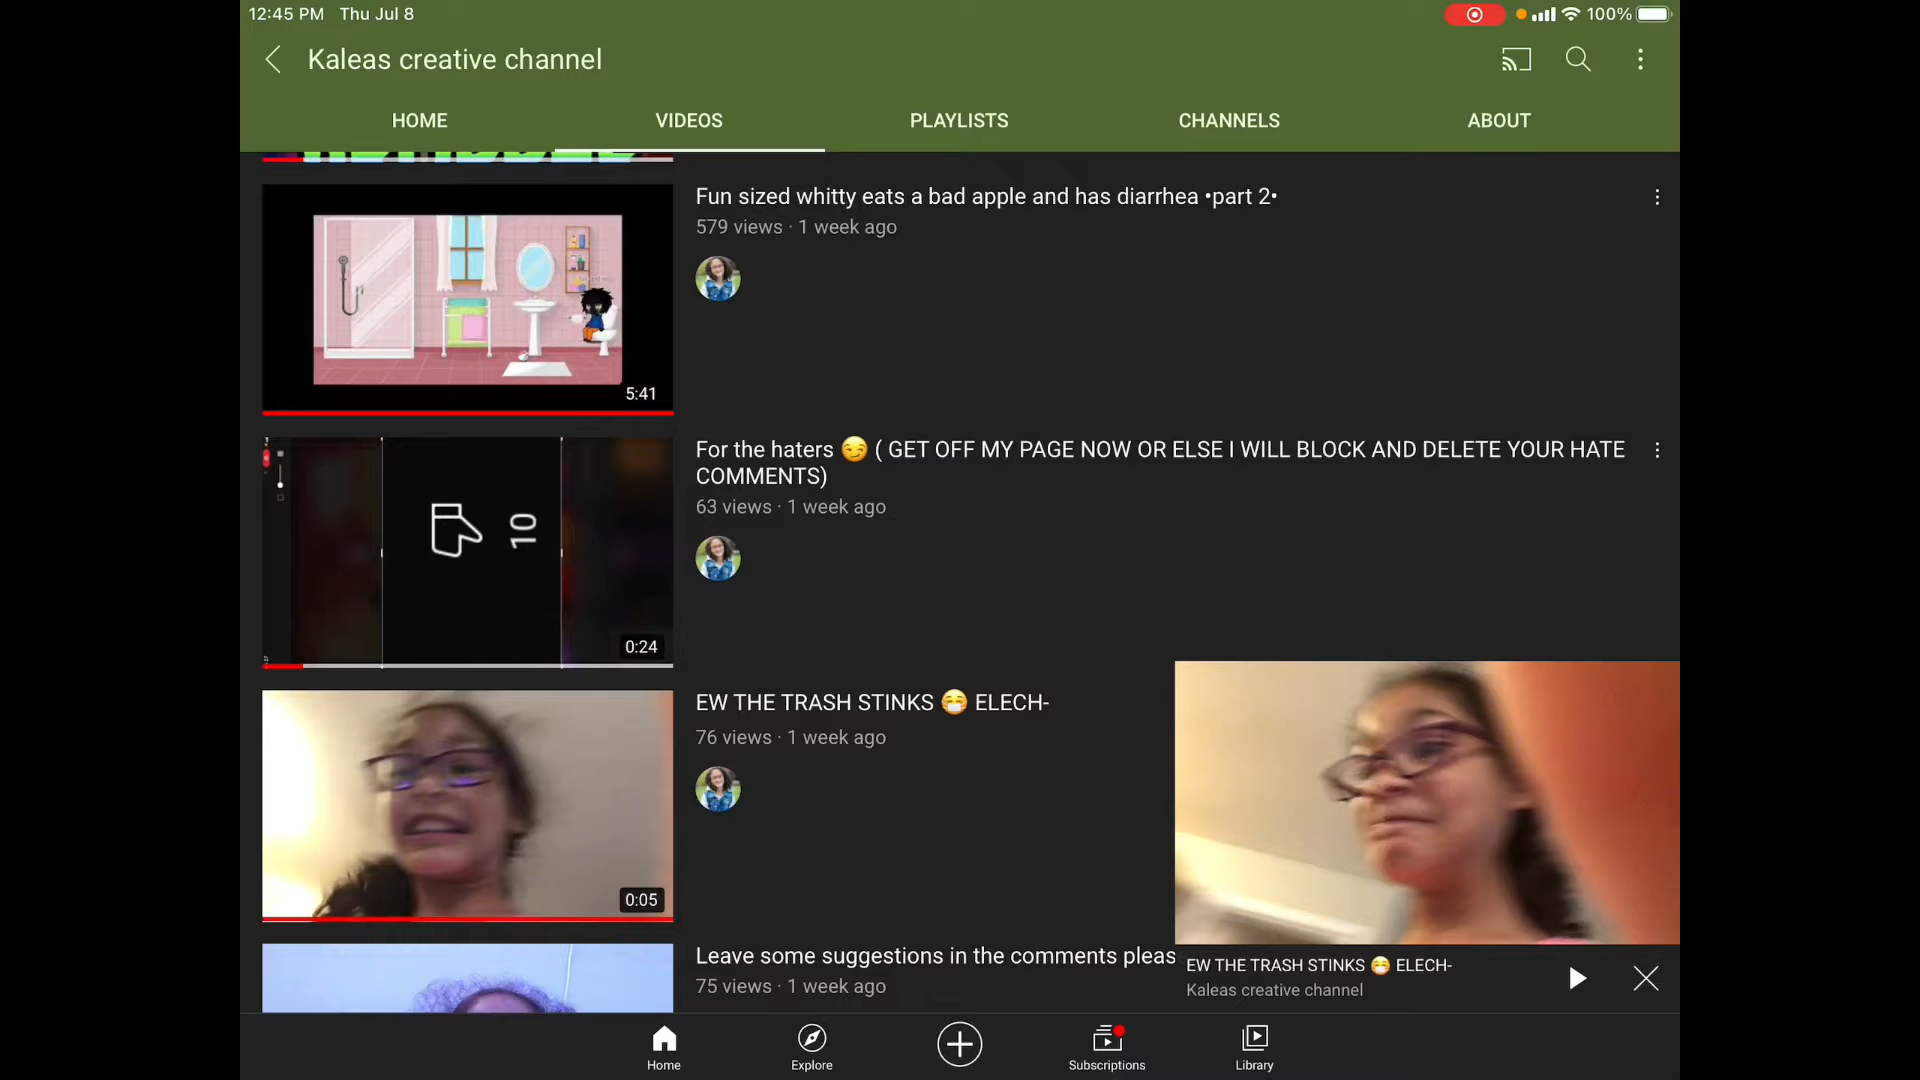 12:45 PM Thu Jul 8
100%
Kaleas creative channel
HOME VIDEOS PLAYLISTS CHANNELS ABOUT
Fun sized whitty eats a bad apple and has diarrhea •part 2•
579 views · 1 week ago
5:41
For the haters 😏 ( GET OFF MY PAGE NOW OR ELSE I WILL BLOCK AND DELETE YOUR HATE
COMMENTS)
63 views · 1 week ago
10
0:24
EW THE TRASH STINKS 😷 ELECH-
76 views · 1 week ago
0:05
Leave some suggestions in the comments pleas
75 views · 1 week ago
EW THE TRASH STINKS 😷 ELECH-
Kaleas creative channel
Home Explore Subscriptions Library